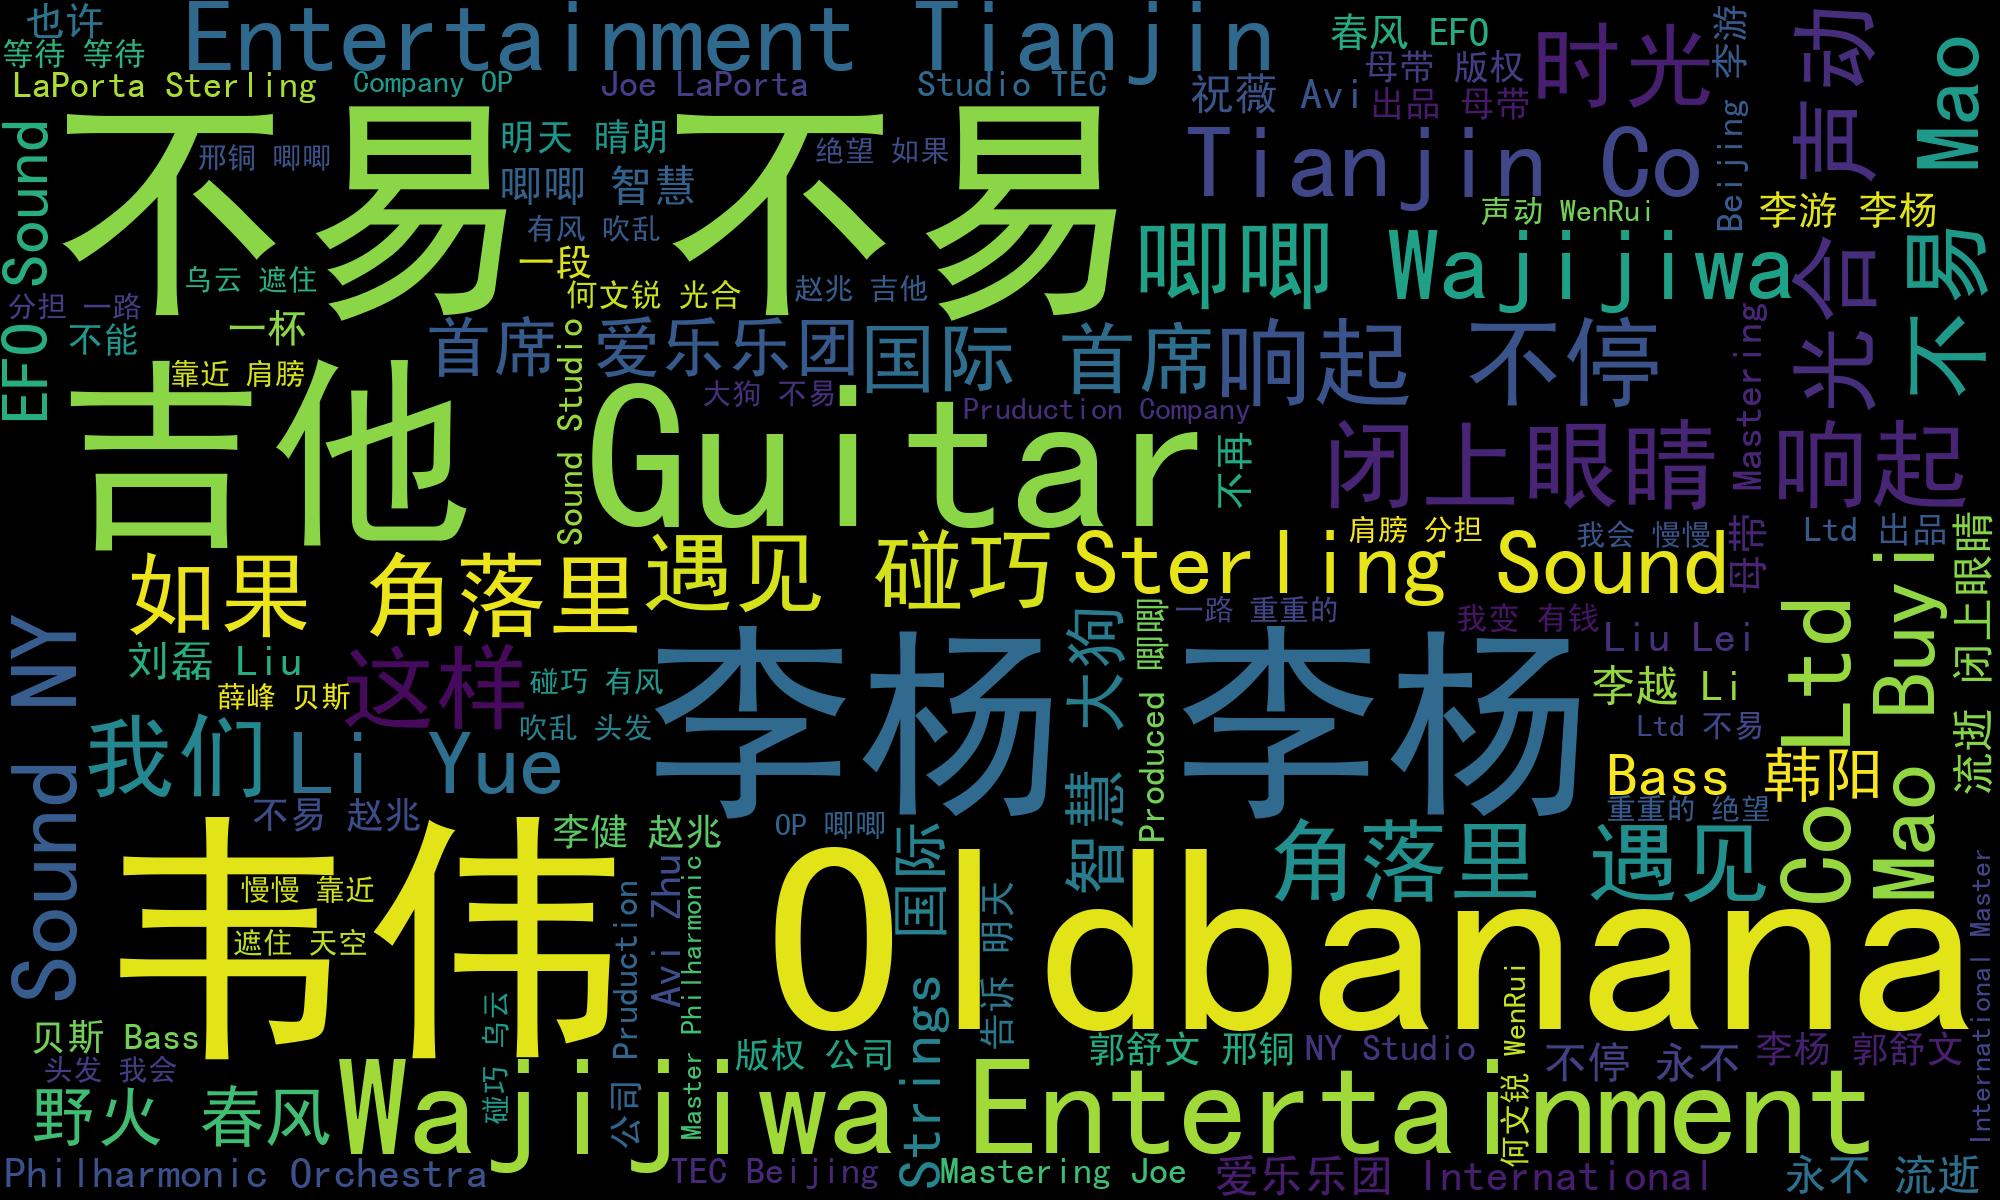 也许
Entertainment Tianjin
春风 EFO
李游
Beijing 李游
声动
Mao
等待 等待
母带 版权
时光
LaPorta Sterling
Company OP
Joe LaPorta
Studio TEC
祝薇 Avi
出品 母带
不易 不易
明天 晴朗
绝望 如果
Tianjin Co
邢铜 唧唧
唧唧 智慧
声动 WenRui
李游 李杨
EFO Sound
有风 吹乱
唧唧 Wajijiwa
光合
不易
一段
乌云 遮住
何文锐 光合
赵兆 吉他
分担 一路
不能
一杯
首席 爱乐乐团
国际 首席
响起 不停
Mastering
母带 Mastering
靠近 肩膀
Sound Studio
大狗 不易
Pruduction Company
吉他 Guitar
不再
闭上眼睛 响起
肩膀 分担
我会 慢慢
Ltd 出品
闭上眼睛
流逝 闭上眼睛
如果 角落里
遇见 碰巧
Sterling Sound
一路 重重的
我变 有钱
Liu Lei
Co Ltd
Mao Buyi
Sound NY
刘磊 Liu
这样
碰巧 有风
李杨 李杨
智慧 大狗
Produced 唧唧
李越 Li
薛峰 贝斯
吹乱 头发
Ltd 不易
我们
Li Yue
Bass 韩阳
不易 赵兆
李健 赵兆
OP 唧唧
重重的 绝望
韦伟 Oldbanana
角落里 遇见
慢慢 靠近
遮住 天空
Avi Zhu
Master Philharmonic
公司 Pruduction
Strings 国际
告诉 明天
International Master
碰巧 乌云
何文锐 WenRui
贝斯 Bass
版权 公司
郭舒文 邢铜
NY Studio
不停 永不
李杨 郭舒文
头发 我会
野火 春风
Wajijiwa Entertainment
Philharmonic Orchestra
TEC Beijing
Mastering Joe
爱乐乐团 International
永不 流逝